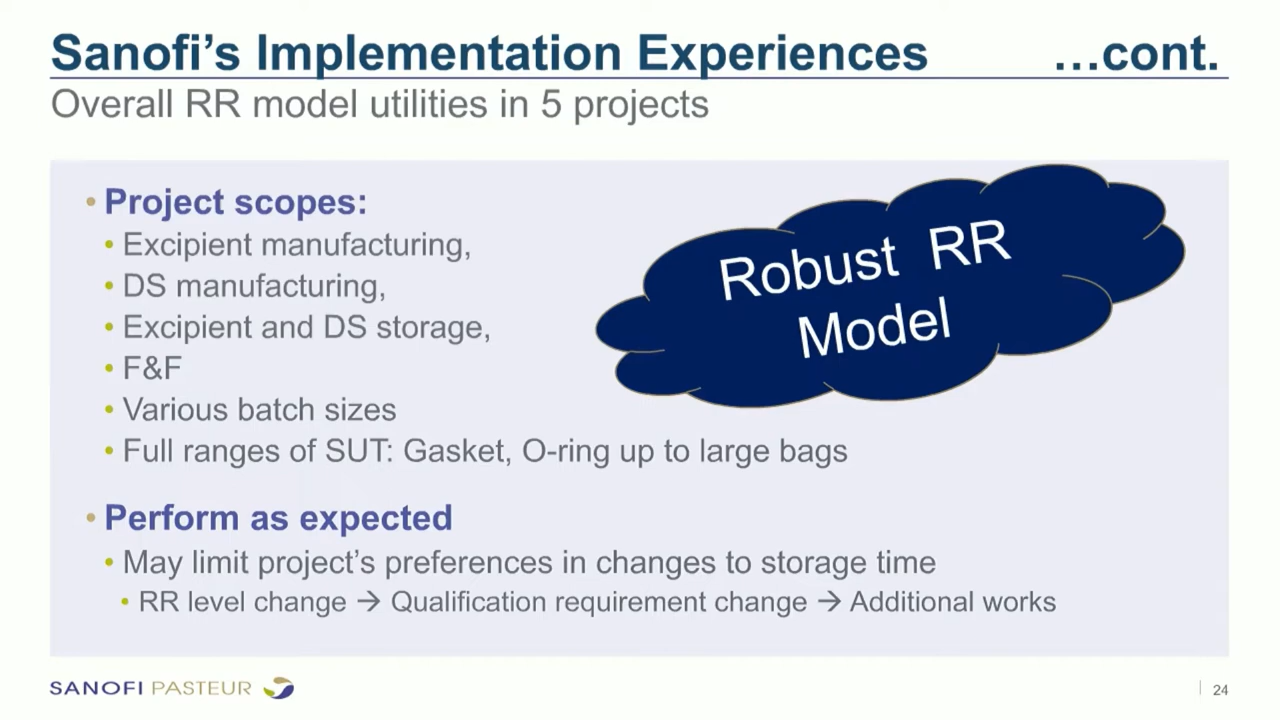 Sanofi’s Implementation Experiences …cont.
Overall RR model utilities in 5 projects
• Project scopes:
• Excipient manufacturing,
• DS manufacturing,
• Excipient and DS storage,
• F&F
• Various batch sizes
• Full ranges of SUT: Gasket, O-ring up to large bags
Robust RR
Model
• Perform as expected
• May limit project’s preferences in changes to storage time
• RR level change → Qualification requirement change → Additional works
SANOFI PASTEUR
24